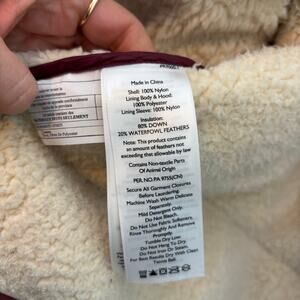 Made in China
Shell: 100% Nylon
Lining Body & Hood:
100% Polyester
Lining Sleeve: 100% Nylon
Insulation:
80% DOWN
20% WATERFOWL FEATHERS
Note: This product contains
an amount of feathers not
exceeding that allowable by law
Contains Non-textile Parts
Of Animal Origin
PER. NO.PA 9755(CN)
Secure All Garment Closures
Before Laundering.
Machine Wash Warm Delicate
Separately.
Mild Detergent Only.
Do Not Bleach.
Do Not Use Fabric Softeners.
Rinse Thoroughly And Remove
Promptly.
Tumble Dry Low
Do Not Hang To Dry
Do Not Iron Or Steam
For Best Results Dry With Clean
Tennis Ball.